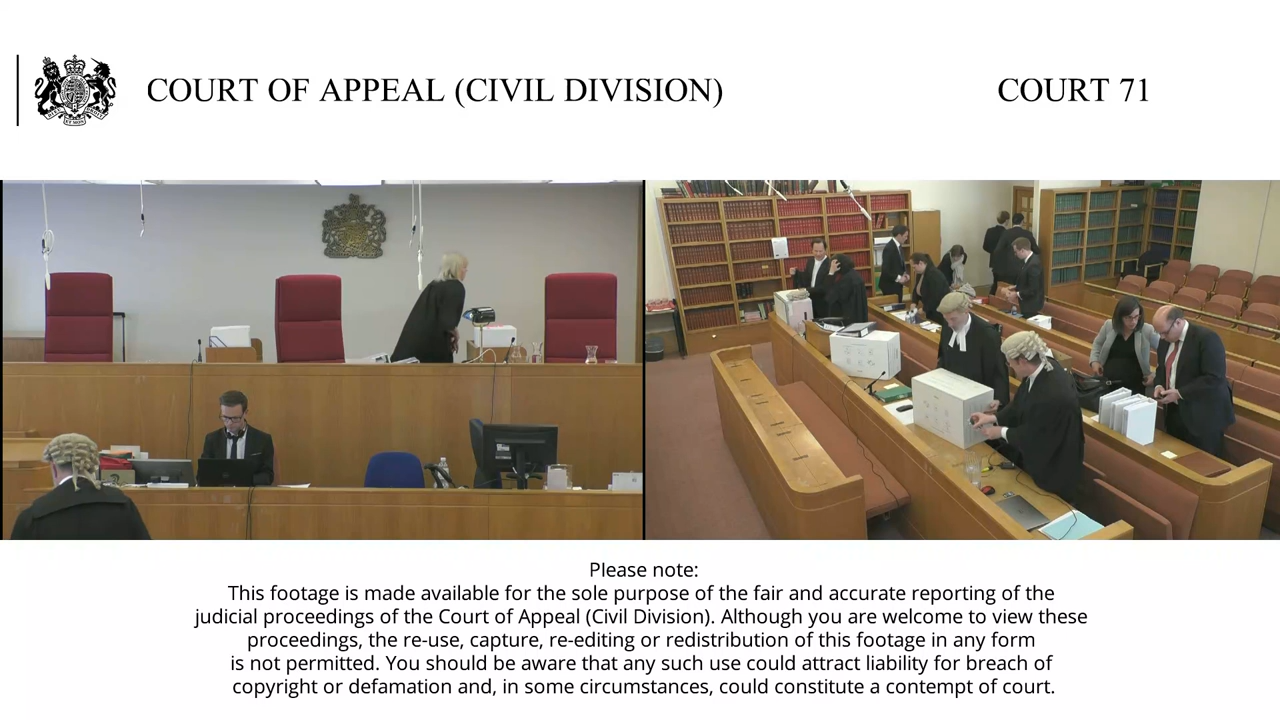 COURT OF APPEAL (CIVIL DIVISION)
COURT 71
Please note:
This footage is made available for the sole purpose of the fair and accurate reporting of the
judicial proceedings of the Court of Appeal (Civil Division). Although you are welcome to view these
proceedings, the re-use, capture, re-editing or redistribution of this footage in any form
is not permitted. You should be aware that any such use could attract liability for breach of
copyright or defamation and, in some circumstances, could constitute a contempt of court.